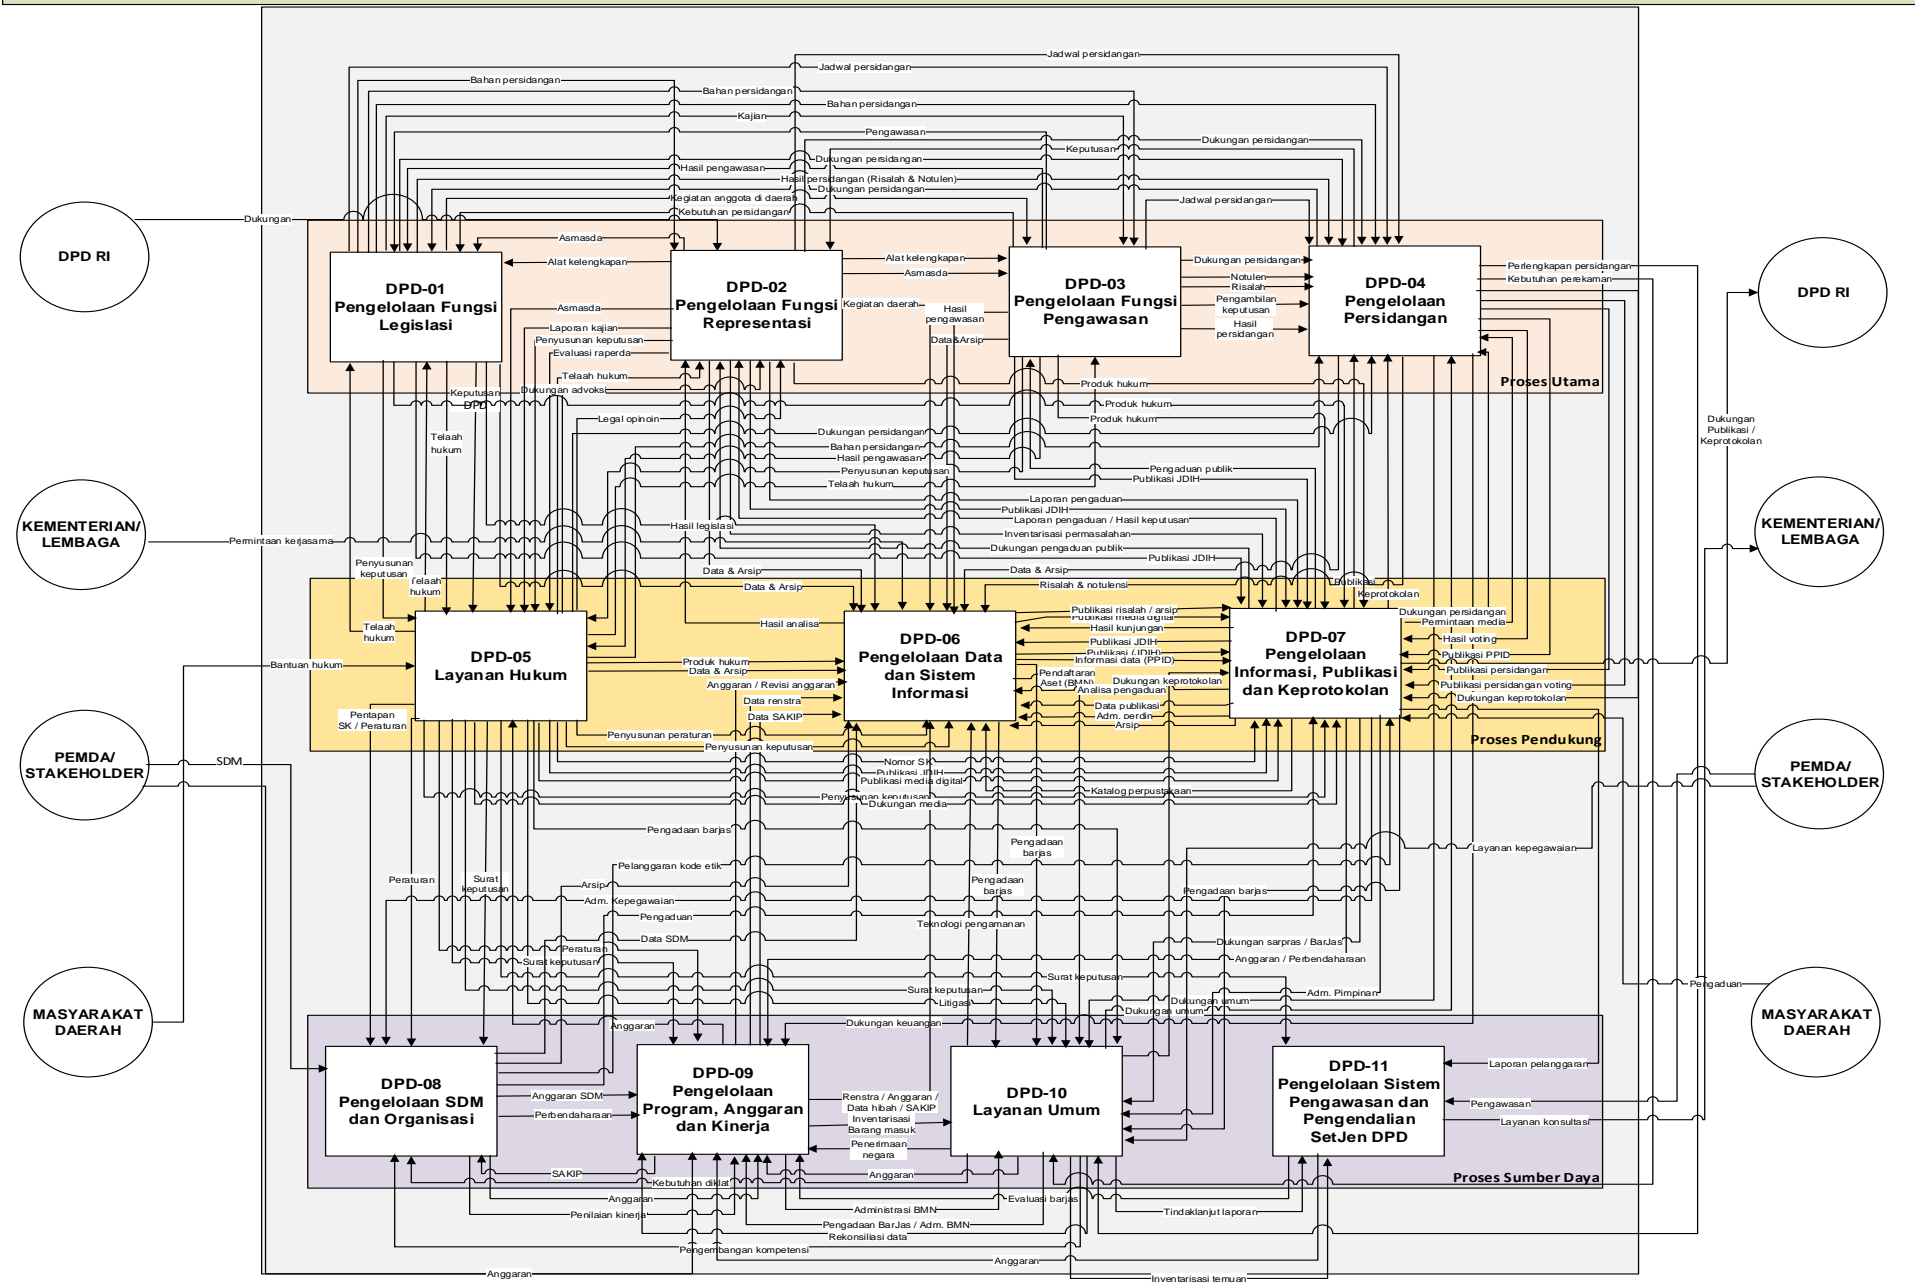 Jadwal persidangan
Jadwal persidangan
Bahan persidangan
Bahan persidangan
Bahan persidangan
Kajian
Pengawasan
Dukungan persidangan
Keputusan
Dukungan persidangan
Hasil pengawasan
Hasil persidangan (Risalah & Notulen)
Dukungan persidangan
Kegiatan anggota di daerah
Jadwal persidangan
Kebutuhan persidangan
Dukungan
DPD RI
Asmasda
Alat kelengkapan
Alat kelengkapan
Asmasda
Dukungan persidangan
Notulen
Risalah
Pengambilan
keputusan
Hasil
persidangan
Perlengkapan persidangan
Kebutuhan perekaman
DPD RI
DPD-01
Pengelolaan Fungsi
Legislasi
DPD-02
Pengelolaan Fungsi
Representasi
DPD-03
Pengelolaan Fungsi
Pengawasan
DPD-04
Pengelolaan
Persidangan
Asmasda
Laporan kajian
Penyusunan keputusan
Evaluasi raperda
Kegiatan daerah
Hasil
pengawasan
Data&Arsip
Telaah hukum
Dukungan advoksi
Keputusan
DPD
Produk hukum
Proses Utama
Legal opinoin
Produk hukum
Produk hukum
Telaah
hukum
Dukungan persidangan
Bahan persidangan
Hasil pengawasan
Penyusunan keputusan
Telaah hukum
Pengaduan publik
Publikasi JDIH
Dukungan
Publikasi /
Keprotokolan
Laporan pengaduan
Publikasi JDIH
Laporan pengaduan / Hasil keputusan
Inventarisasi permasalahan
Dukungan pengaduan publik
Publikasi JDIH
Hasil legislasi
KEMENTERIAN/
LEMBAGA
Permintaan kerjasama
KEMENTERIAN/
LEMBAGA
Penyusunan
keputusan
Telaah
hukum
Data & Arsip
Data & Arsip
Data & Arsip
Risalah & notulensi
Publikasi
Keprotokolan
Telaah
hukum
Hasil analisa
Publikasi risalah / arsip
Publikasi media digital
Hasil kunjungan
Publikasi JDIH
Publikasi (JDIH)
Informasi data (PPID)
Dukungan persidangan
Permintaan media
Hasil voting
Publikasi PPID
Publikasi persidangan
Publikasi persidangan voting
Dukungan keprotokolan
DPD-05
Layanan Hukum
DPD-06
Pengelolaan Data
dan Sistem
Informasi
DPD-07
Pengelolaan
Informasi, Publikasi
dan Keprotokolan
Bantuan hukum
Produk hukum
Data & Arsip
Anggaran / Revisi anggaran
Data renstra
Data SAKIP
Pendaftaran
Aset (BMN)
Dukungan keprotokolan
Analisa pengaduan
Data publikasi
Adm. perdin
Arsip
Pentapan
SK / Peraturan
Penyusunan peraturan
Penyusunan keputusan
Proses Pendukung
PEMDA/
STAKEHOLDER
SDM
Nomor SK
Publikasi JDIH
Publikasi media digital
Katalog perpustakaan
Penyusunan keputusan
Dukungan media
PEMDA/
STAKEHOLDER
Pengadaan barjas
Pengadaan
barjas
Layanan kepegawaian
Pelanggaran kode etik
Peraturan
Surat
keputusan
Arsip
Pengadaan
barjas
Pengadaan barjas
Adm. Kepegawaian
Pengaduan
Teknologi pengamanan
Data SDM
Peraturan
Surat keputusan
Dukungan sarpras / BarJas
Anggaran / Perbendaharaan
Surat keputusan
Surat keputusan
Litigasi
Adm. Pimpinan
Dukungan umum
Dukungan umum
Pengaduan
MASYARAKAT
DAERAH
MASYARAKAT
DAERAH
Anggaran
Dukungan keuangan
DPD-08
Pengelolaan SDM
dan Organisasi
DPD-09
Pengelolaan
Program, Anggaran
dan Kinerja
DPD-10
Layanan Umum
DPD-11
Pengelolaan Sistem
Pengawasan dan
Pengendalian
SetJen DPD
Laporan pelanggaran
Pengawasan
Layanan konsultasi
Anggaran SDM
Perbendaharaan
Renstra / Anggaran /
Data hibah / SAKIP
Inventarisasi
Barang masuk
Penerimaan
negara
SAKIP
Kebutuhan diklat
Anggaran
Proses Sumber Daya
Anggaran
Penilaian kinerja
Evaluasi barjas
Administrasi BMN
Tindaklanjut laporan
Pengadaan BarJas / Adm. BMN
Rekonsiliasi data
Pengembangan kompetensi
Anggaran
Anggaran
Inventarisasi temuan